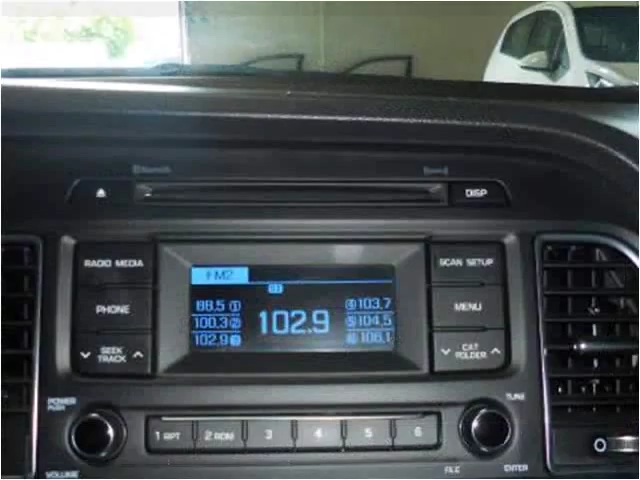 DISP
RADIO MEDIA
SCAN SETUP
FM2
PHONE
MENU
88.5 1
100.3 2
102.9 3
102.9
4 103.7
5 104.5
6 106.1
SEEK
TRACK
CAT
FOLDER
POWER
PUSH
TUNE
1 RPT
2 RDM
3
4
5
6
VOLUME
FILE
ENTER